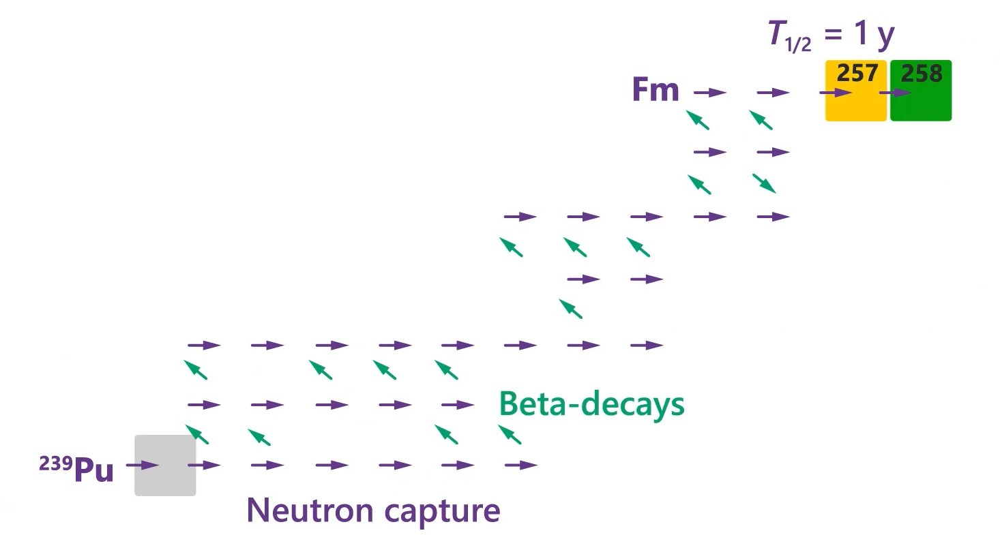 T1/2 = 1 y
Fm
257
258
Beta-decays
239Pu
Neutron capture